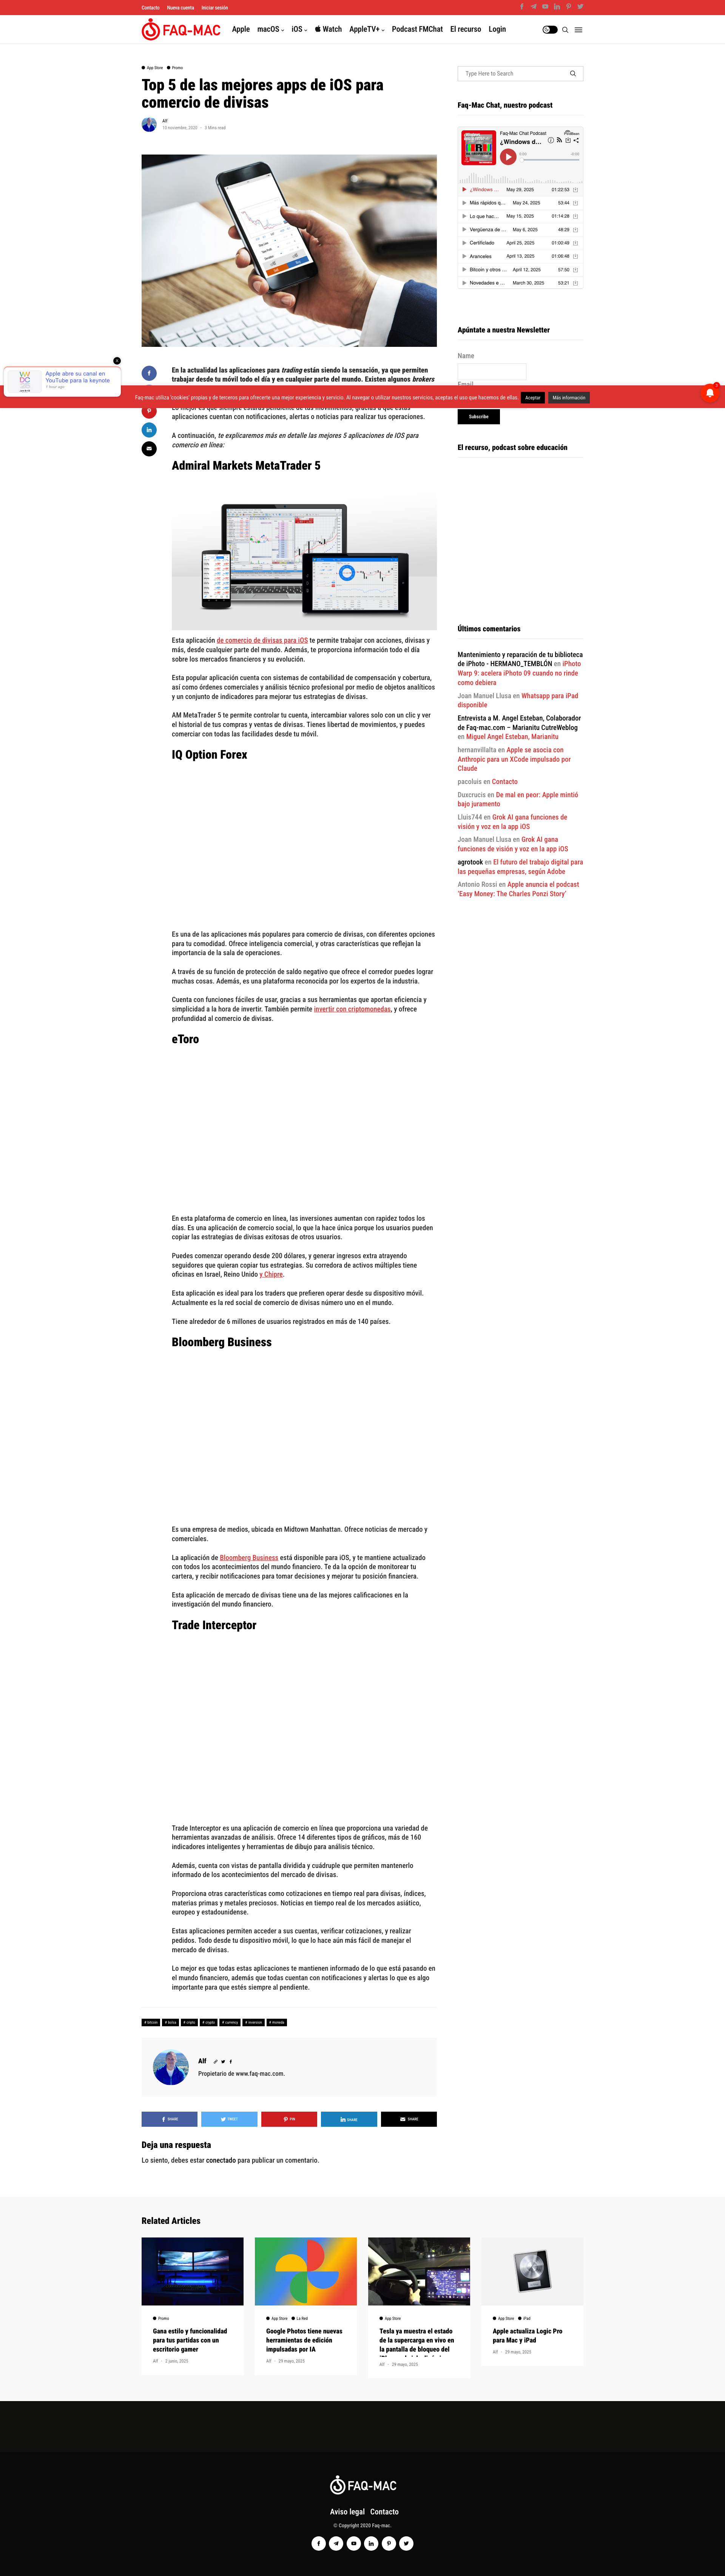 Contacto Nueva cuenta Iniciar sesión
FAQ-MAC
Apple macOS iOS Watch AppleTV+ Podcast FMChat El recurso Login
App Store Promo
Top 5 de las mejores apps de iOS para
comercio de divisas
Alf
10 noviembre, 2020 · 3 Mins read
En la actualidad las aplicaciones para trading están siendo la sensación, ya que permiten
trabajar desde tu móvil todo el día y en cualquier parte del mundo. Existen algunos brokers
Lo mejor es que siempre estarás pendiente de tus movimientos, gracias a que estas
aplicaciones cuentan con notificaciones, alertas o noticias para realizar tus operaciones.
A continuación, te explicaremos más en detalle las mejores 5 aplicaciones de IOS para
comercio en línea:
Admiral Markets MetaTrader 5
Esta aplicación de comercio de divisas para iOS te permite trabajar con acciones, divisas y
más, desde cualquier parte del mundo. Además, te proporciona información todo el día
sobre los mercados financieros y su evolución.
Esta popular aplicación cuenta con sistemas de contabilidad de compensación y cobertura,
así como órdenes comerciales y análisis técnico profesional por medio de objetos analíticos
y un conjunto de indicadores para mejorar tus estrategias de divisas.
AM MetaTrader 5 te permite controlar tu cuenta, intercambiar valores solo con un clic y ver
el historial de tus compras y ventas de divisas. Tienes libertad de movimientos, y puedes
comerciar con todas las facilidades desde tu móvil.
IQ Option Forex
Es una de las aplicaciones más populares para comercio de divisas, con diferentes opciones
para tu comodidad. Ofrece inteligencia comercial, y otras características que reflejan la
importancia de la sala de operaciones.
A través de su función de protección de saldo negativo que ofrece el corredor puedes lograr
muchas cosas. Además, es una plataforma reconocida por los expertos de la industria.
Cuenta con funciones fáciles de usar, gracias a sus herramientas que aportan eficiencia y
simplicidad a la hora de invertir. También permite invertir con criptomonedas, y ofrece
profundidad al comercio de divisas.
eToro
En esta plataforma de comercio en línea, las inversiones aumentan con rapidez todos los
días. Es una aplicación de comercio social, lo que la hace única porque los usuarios pueden
copiar las estrategias de divisas exitosas de otros usuarios.
Puedes comenzar operando desde 200 dólares, y generar ingresos extra atrayendo
seguidores que quieran copiar tus estrategias. Su corredora de activos múltiples tiene
oficinas en Israel, Reino Unido y Chipre.
Esta aplicación es ideal para los traders que prefieren operar desde su dispositivo móvil.
Actualmente es la red social de comercio de divisas número uno en el mundo.
Tiene alrededor de 6 millones de usuarios registrados en más de 140 países.
Bloomberg Business
Es una empresa de medios, ubicada en Midtown Manhattan. Ofrece noticias de mercado y
comerciales.
La aplicación de Bloomberg Business está disponible para iOS, y te mantiene actualizado
con todos los acontecimientos del mundo financiero. Te da la opción de monitorear tu
cartera, y recibir notificaciones para tomar decisiones y mejorar tu posición financiera.
Esta aplicación de mercado de divisas tiene una de las mejores calificaciones en la
investigación del mundo financiero.
Trade Interceptor
Trade Interceptor es una aplicación de comercio en línea que proporciona una variedad de
herramientas avanzadas de análisis. Ofrece 14 diferentes tipos de gráficos, más de 160
indicadores inteligentes y herramientas de dibujo para análisis técnico.
Además, cuenta con vistas de pantalla dividida y cuádruple que permiten mantenerlo
informado de los acontecimientos del mercado de divisas.
Proporciona otras características como cotizaciones en tiempo real para divisas, índices,
materias primas y metales preciosos. Noticias en tiempo real de los mercados asiático,
europeo y estadounidense.
Estas aplicaciones permiten acceder a sus cuentas, verificar cotizaciones, y realizar
pedidos. Todo desde tu dispositivo móvil, lo que lo hace aún más fácil de manejar el
mercado de divisas.
Lo mejor es que todas estas aplicaciones te mantienen informado de lo que está pasando en
el mundo financiero, además que todas cuentan con notificaciones y alertas lo que es algo
importante para que estés siempre al pendiente.
# bitcoin # bolsa # cripto # crypto # currency # inversion # moneda
Alf
Propietario de www.faq-mac.com.
SHARE TWEET PIN SHARE SHARE
Deja una respuesta
Lo siento, debes estar conectado para publicar un comentario.
Type Here to Search
Faq-Mac Chat, nuestro podcast
Faq-Mac Chat Podcast
¿Windows d...
¿Windows ... May 29, 2025 01:22:53
Más rápidos q... May 24, 2025 53:44
Lo que hac... May 15, 2025 01:14:28
Vergüenza de ... May 6, 2025 48:29
Certificlado April 25, 2025 01:00:49
Aranceles April 13, 2025 01:06:48
Bitcoin y otros ... April 12, 2025 57:50
Novedades e ... March 30, 2025 53:21
Apúntate a nuestra Newsletter
Name
Email
Subscribe
El recurso, podcast sobre educación
Últimos comentarios
Mantenimiento y reparación de tu biblioteca
de iPhoto - HERMANO_TEMBLÓN en iPhoto
Warp 9: acelera iPhoto 09 cuando no rinde
como debiera
Joan Manuel Llusa en Whatsapp para iPad
disponible
Entrevista a M. Angel Esteban, Colaborador
de Faq-mac.com – Marianitu CutreWeblog
en Miguel Angel Esteban, Marianitu
hernanvillalta en Apple se asocia con
Anthropic para un XCode impulsado por
Claude
pacoluis en Contacto
Duxcrucis en De mal en peor: Apple mintió
bajo juramento
Lluis744 en Grok AI gana funciones de
visión y voz en la app iOS
Joan Manuel Llusa en Grok AI gana
funciones de visión y voz en la app iOS
agrotook en El futuro del trabajo digital para
las pequeñas empresas, según Adobe
Antonio Rossi en Apple anuncia el podcast
'Easy Money: The Charles Ponzi Story'
Apple abre su canal en
YouTube para la keynote
1 hour ago
Faq-mac utiliza 'cookies' propias y de terceros para ofrecerte una mejor experiencia y servicio. Al navegar o utilizar nuestros servicios, aceptas el uso que hacemos de ellas. Aceptar Más información
Related Articles
Promo
Gana estilo y funcionalidad
para tus partidas con un
escritorio gamer
Alf · 2 junio, 2025
App Store La Red
Google Photos tiene nuevas
herramientas de edición
impulsadas por IA
Alf · 29 mayo, 2025
App Store
Tesla ya muestra el estado
de la supercarga en vivo en
la pantalla de bloqueo del
Alf · 29 mayo, 2025
App Store iPad
Apple actualiza Logic Pro
para Mac y iPad
Alf · 29 mayo, 2025
FAQ-MAC
Aviso legal Contacto
© Copyright 2020 Faq-mac.